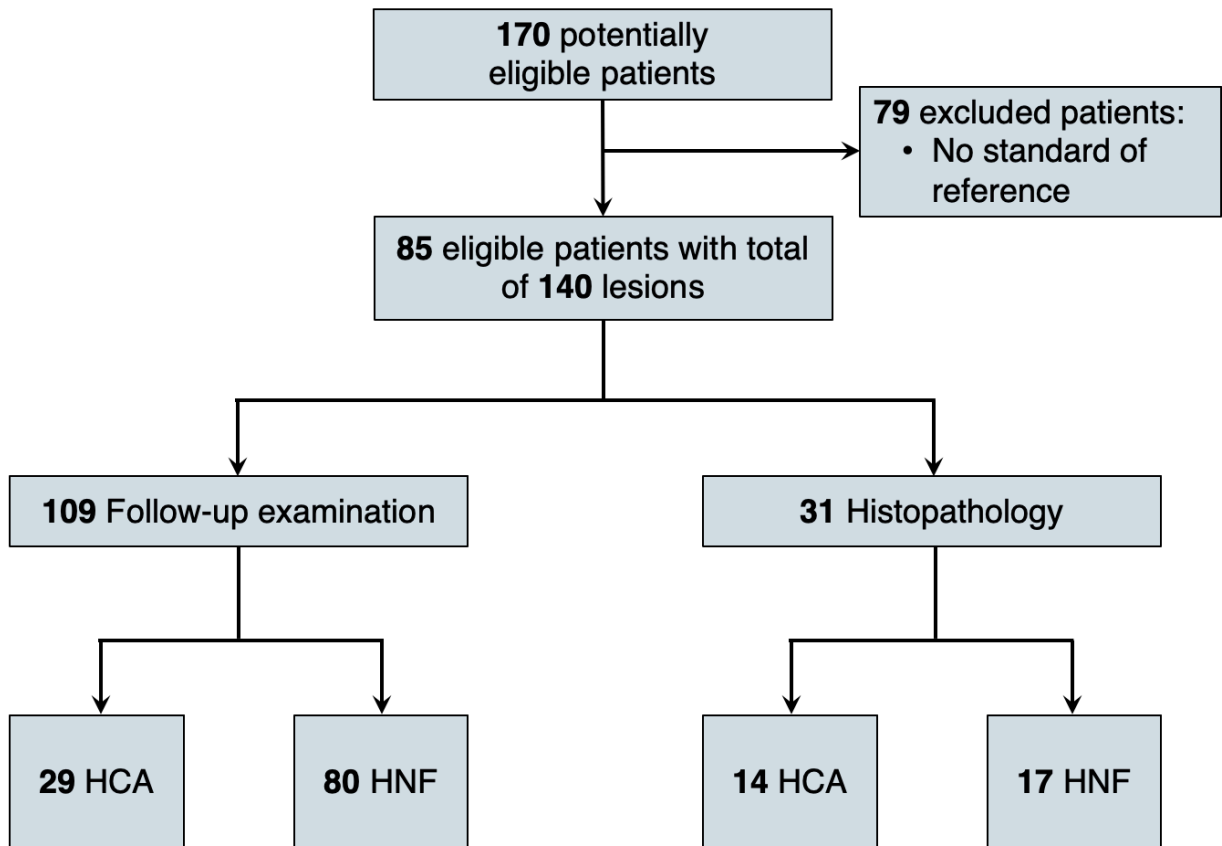 170 potentially
eligible patients
79 excluded patients:
• No standard of
reference
85 eligible patients with total
of 140 lesions
109 Follow-up examination
31 Histopathology
29 HCA
80 HNF
14 HCA
17 HNF